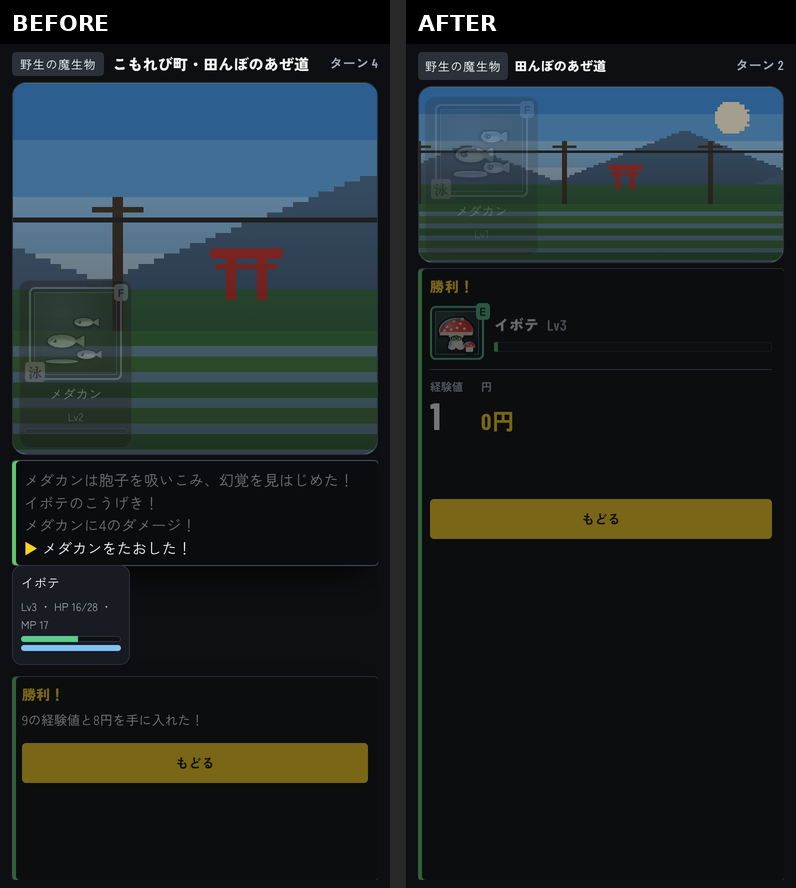 BEFORE
野生の魔生物 こもれび町・田んぼのあぜ道 ターン 4
F
泳
メダカン
Lv2
メダカンは胞子を吸いこみ、幻覚を見はじめた！
イボテのこうげき！
メダカンに4のダメージ！
▶ メダカンをたおした！
イボテ
Lv3 ・ HP 16/28 ・
MP 17
勝利！
9の経験値と8円を手に入れた！
もどる
AFTER
野生の魔生物 田んぼのあぜ道 ターン 2
F
泳
メダカン
Lv1
勝利！
E
イボテ Lv3
経験値 円
1 0円
もどる